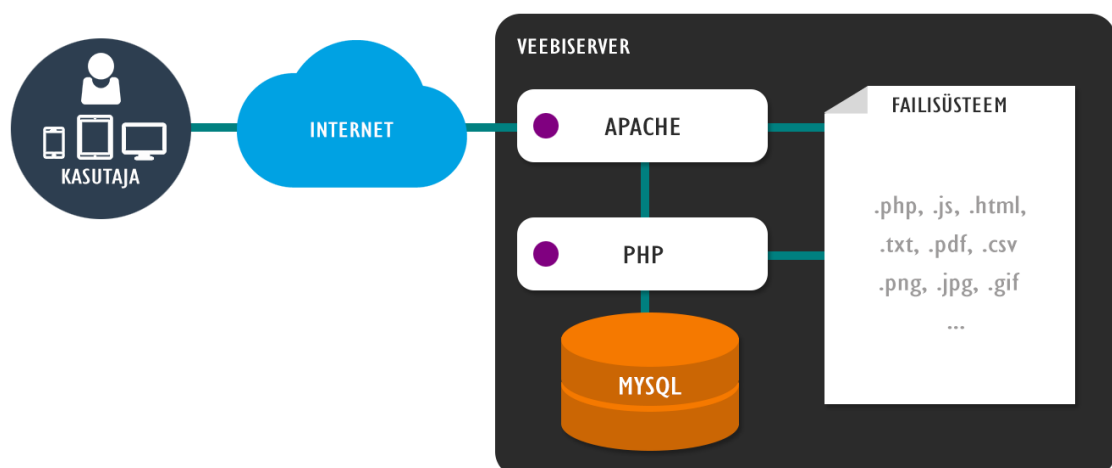 VEEBISERVER
KASUTAJA
INTERNET
APACHE
PHP
MYSQL
FAILISÜSTEEM
.php, .js, .html,
.txt, .pdf, .csv
.png, .jpg, .gif
...